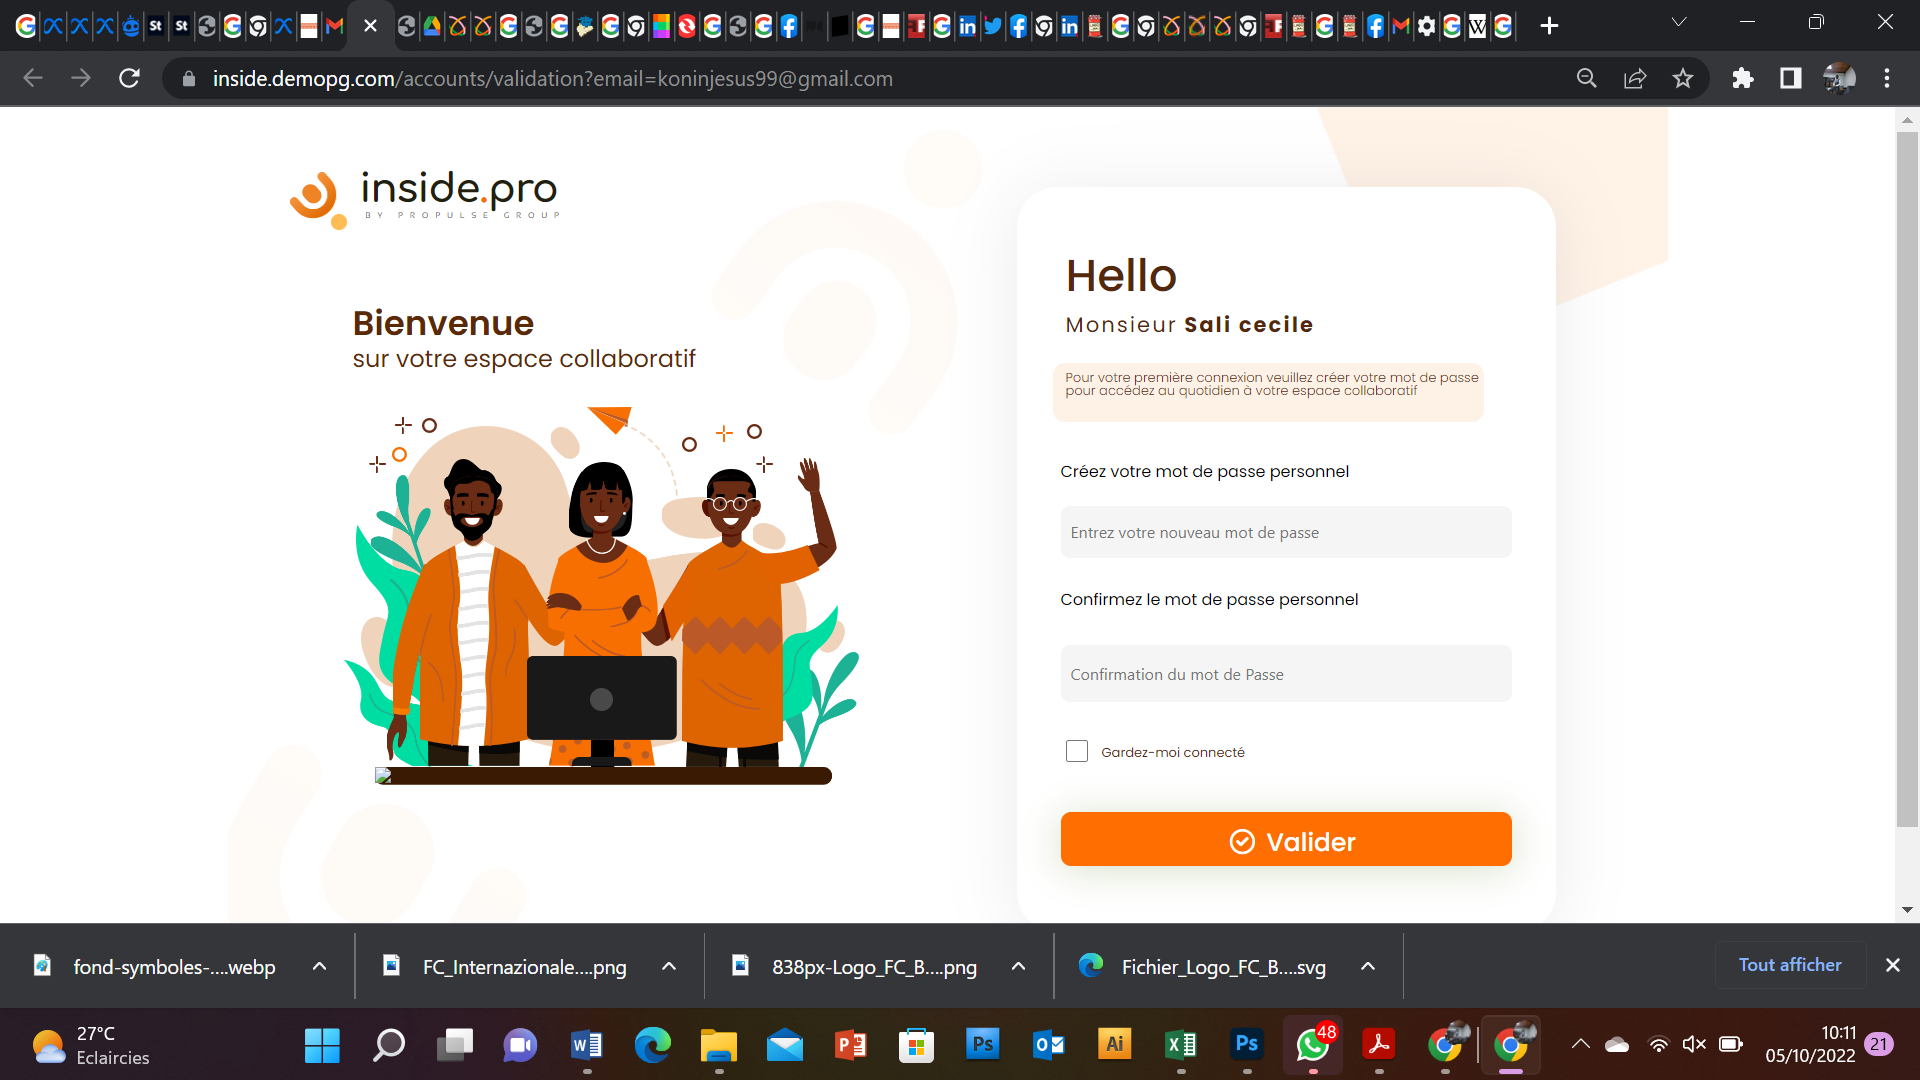 inside.demopg.com/accounts/validation?email=koninjesus99@gmail.com
inside.pro
BY PROPULSE GROUP
Bienvenue
sur votre espace collaboratif
Hello
Monsieur Sali cecile
Pour votre première connexion veuillez créer votre mot de passe
pour accédez au quotidien à votre espace collaboratif
Créez votre mot de passe personnel
Entrez votre nouveau mot de passe
Confirmez le mot de passe personnel
Confirmation du mot de Passe
Gardez-moi connecté
Valider
fond-symboles-....webp
FC_Internazionale....png
838px-Logo_FC_B....png
Fichier_Logo_FC_B....svg
Tout afficher
27°C
Eclaircies
48
10:11
05/10/2022
21